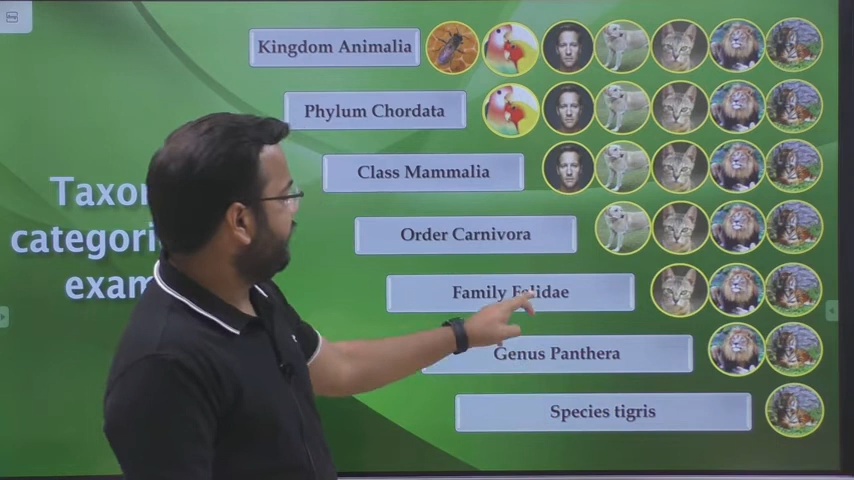 Kingdom Animalia
Phylum Chordata
Class Mammalia
Order Carnivora
Family Felidae
Genus Panthera
Species tigris